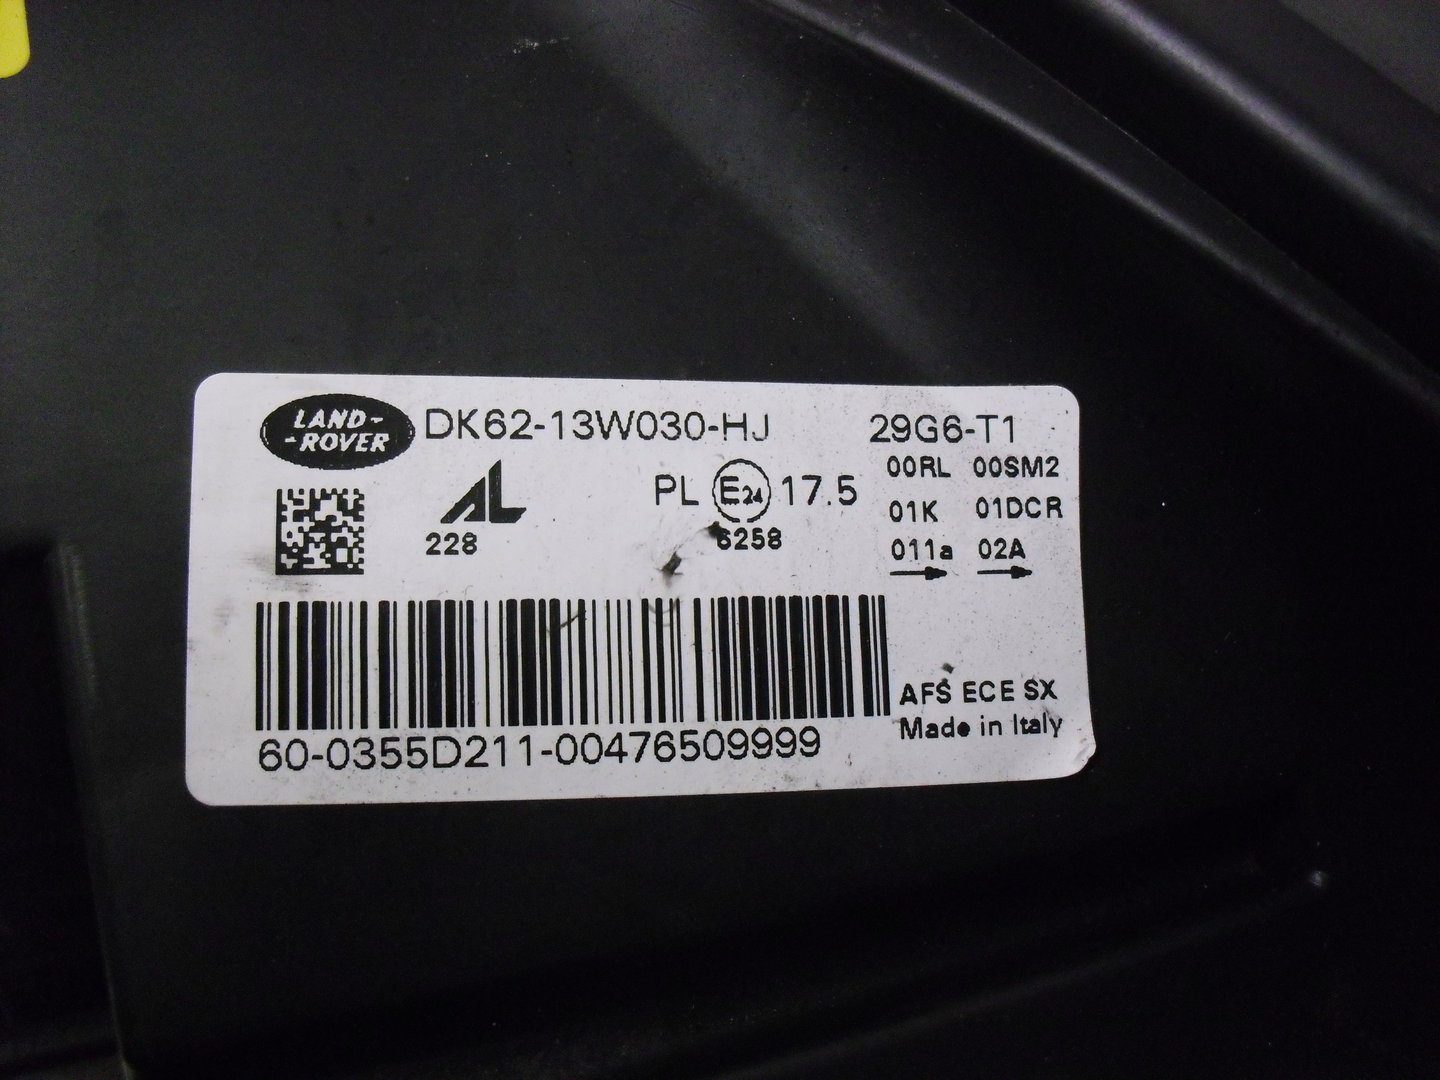 LAND-
-ROVER
DK62-13W030-HJ
29G6-T1
AL
228
PL E24 17.5
6258
00RL 00SM2
01K 01DCR
011a 02A
60-0355D211-00476509999
AFS ECE SX
Made in Italy